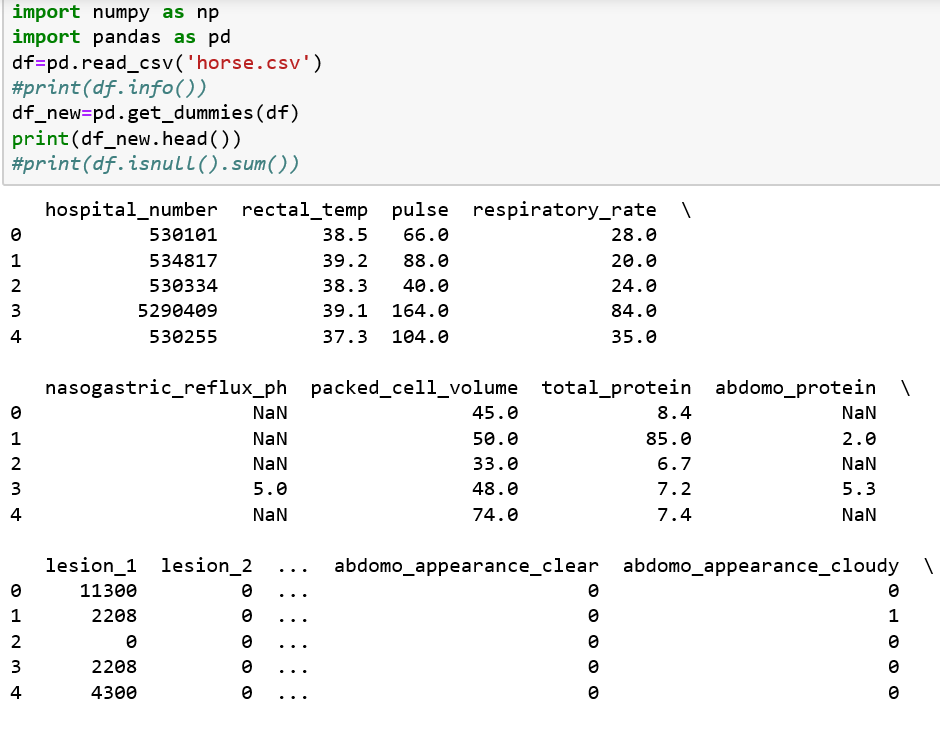 import numpy as np
import pandas as pd
df=pd.read_csv('horse.csv')
#print(df.info())
df_new=pd.get_dummies(df)
print(df_new.head())
#print(df.isnull().sum())
   hospital_number  rectal_temp  pulse  respiratory_rate  \
0           530101         38.5   66.0              28.0
1           534817         39.2   88.0              20.0
2           530334         38.3   40.0              24.0
3          5290409         39.1  164.0              84.0
4           530255         37.3  104.0              35.0
   nasogastric_reflux_ph  packed_cell_volume  total_protein  abdomo_protein  \
0                    NaN                45.0            8.4             NaN
1                    NaN                50.0           85.0             2.0
2                    NaN                33.0            6.7             NaN
3                    5.0                48.0            7.2             5.3
4                    NaN                74.0            7.4             NaN
   lesion_1  lesion_2  ...  abdomo_appearance_clear  abdomo_appearance_cloudy  \
0     11300         0  ...                        0                         0
1      2208         0  ...                        0                         1
2         0         0  ...                        0                         0
3      2208         0  ...                        0                         0
4      4300         0  ...                        0                         0